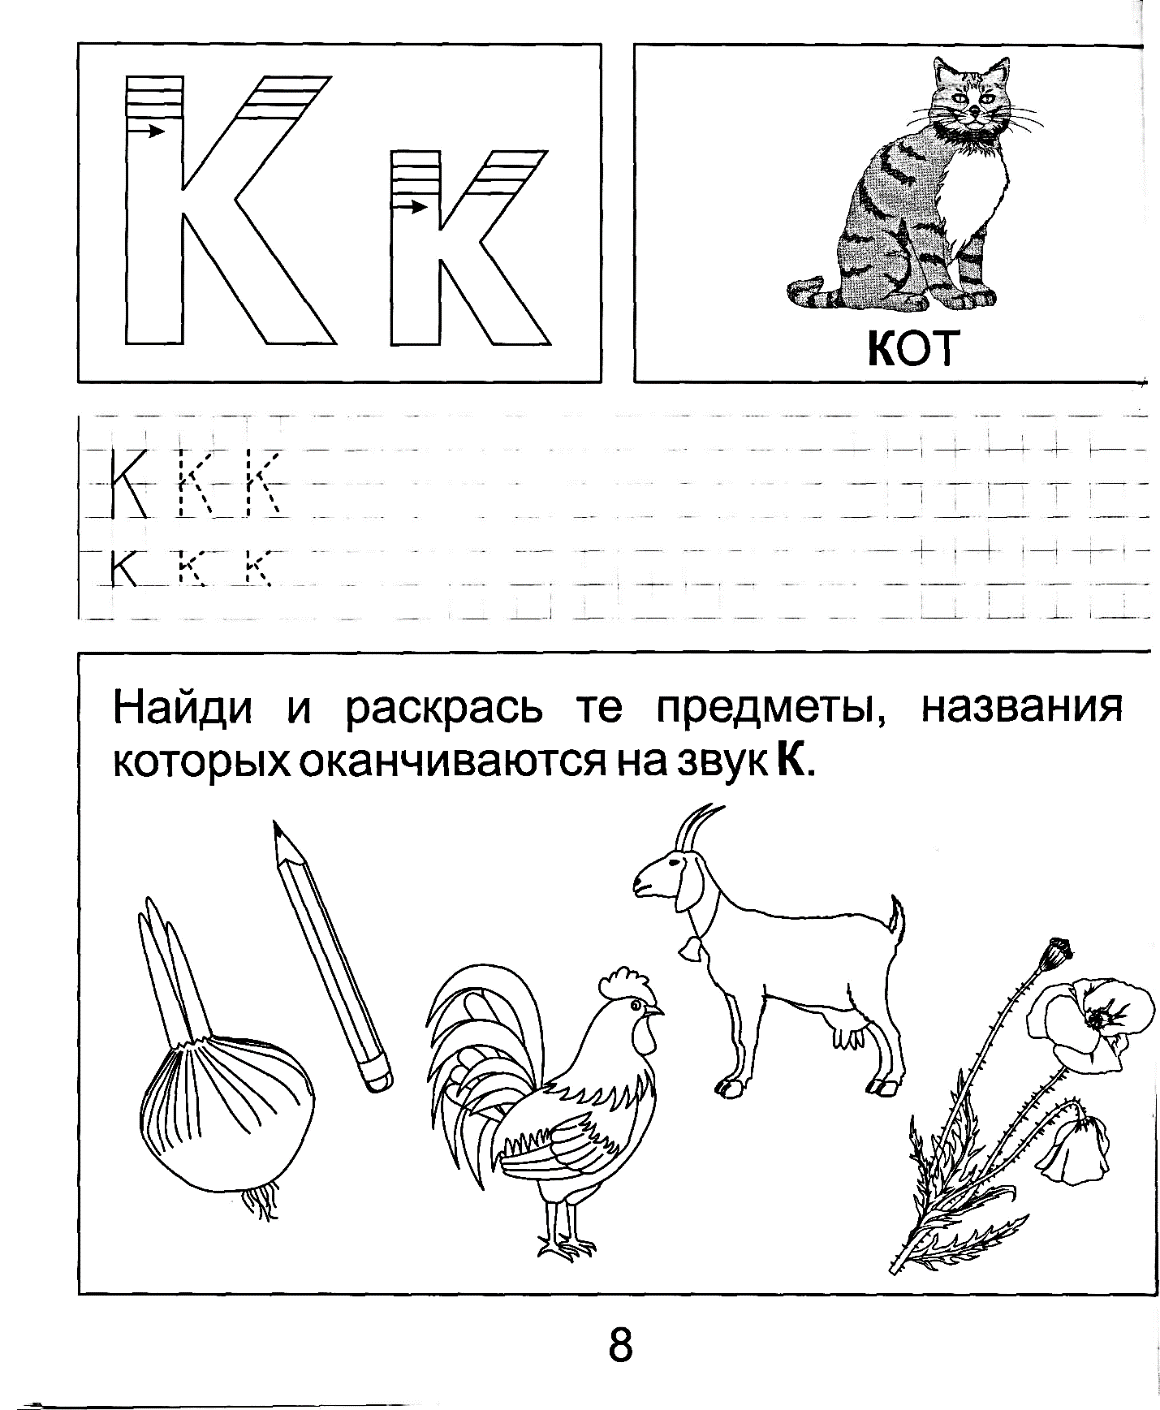 К к
КОТ
К К К
к к к
Найди и раскрась те предметы, названия
которых оканчиваются на звук К.
8